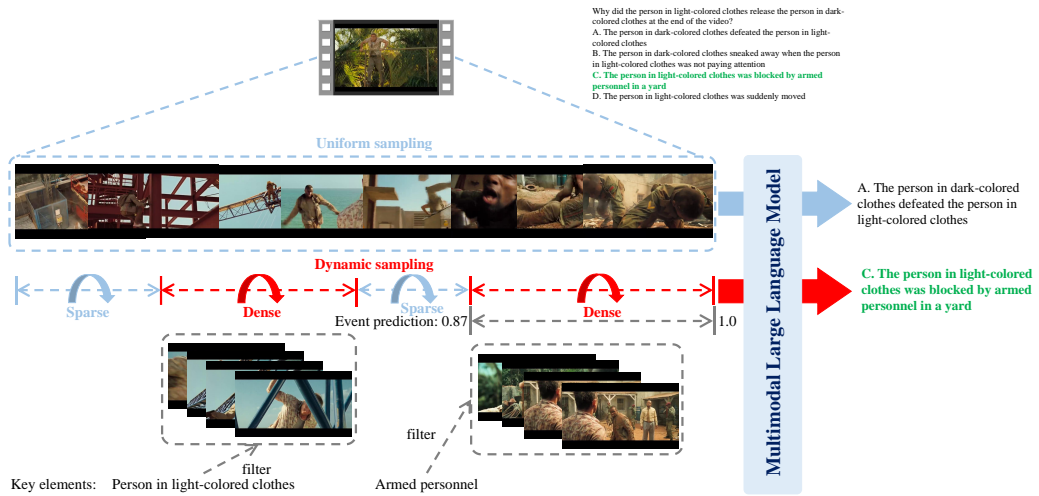 Why did the person in light-colored clothes release the person in dark-
colored clothes at the end of the video?
A. The person in dark-colored clothes defeated the person in light-
colored clothes
B. The person in dark-colored clothes sneaked away when the person
in light-colored clothes was not paying attention
C. The person in light-colored clothes was blocked by armed
personnel in a yard
D. The person in light-colored clothes was suddenly moved
Uniform sampling
Multimodal Large Language Model
A. The person in dark-colored
clothes defeated the person in
light-colored clothes
Dynamic sampling
Sparse
Dense
Sparse
Dense
C. The person in light-colored
clothes was blocked by armed
personnel in a yard
Event prediction: 0.87
1.0
filter
filter
Key elements: Person in light-colored clothes
Armed personnel